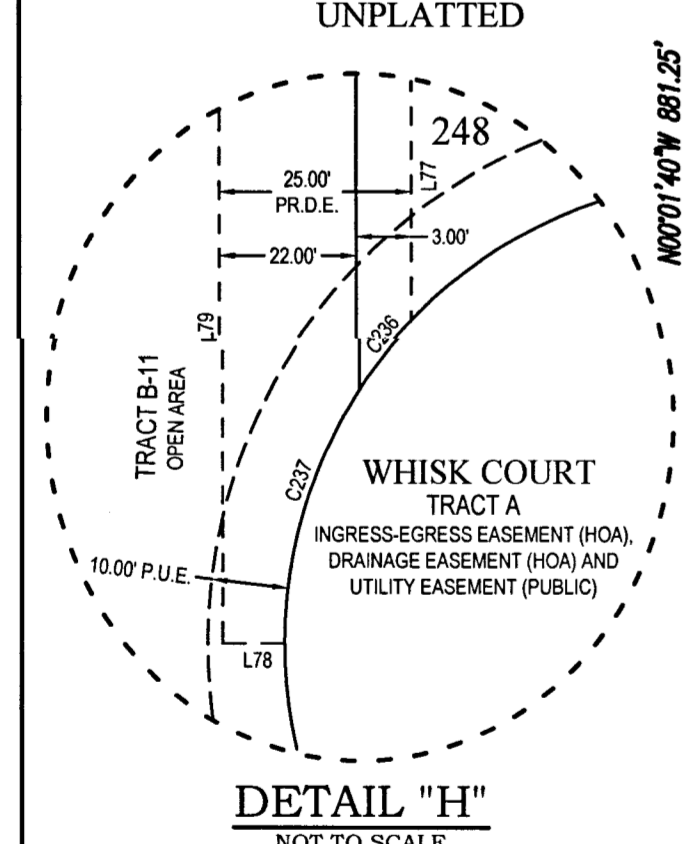 UNPLATTED
N00°01'40"W 881.25'
248
L77
25.00'
PR.D.E.
3.00'
22.00'
L79
C236
TRACT B-11
OPEN AREA
C237
WHISK COURT
TRACT A
INGRESS-EGRESS EASEMENT (HOA),
DRAINAGE EASEMENT (HOA) AND
UTILITY EASEMENT (PUBLIC)
10.00' P.U.E.
L78
DETAIL "H"
NOT TO SCALE